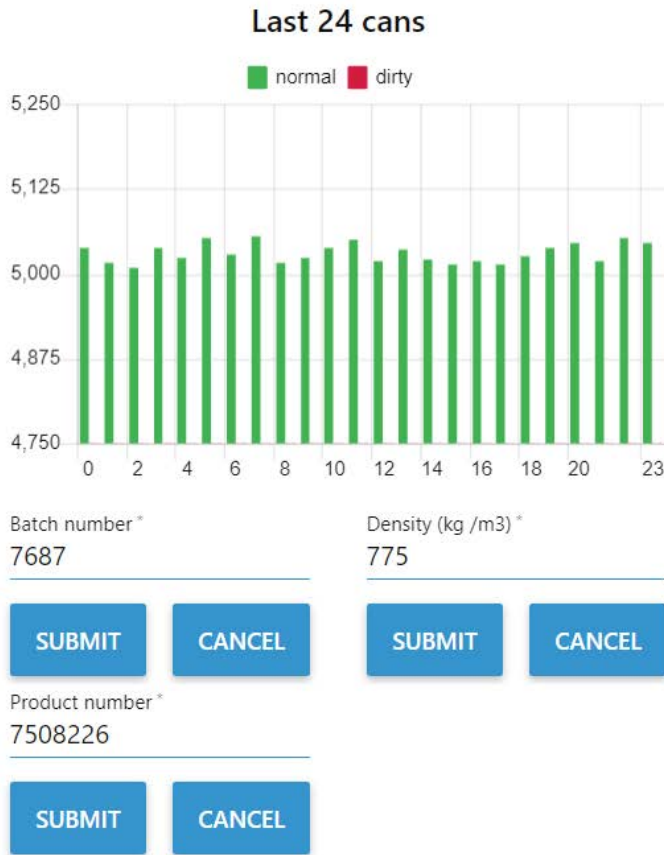 Last 24 cans
normal dirty
5,250
5,125
5,000
4,875
4,750
0 2 4 6 8 10 12 14 16 18 20 23
Batch number * Density (kg /m3) *
7687 775
SUBMIT CANCEL SUBMIT CANCEL
Product number *
7508226
SUBMIT CANCEL